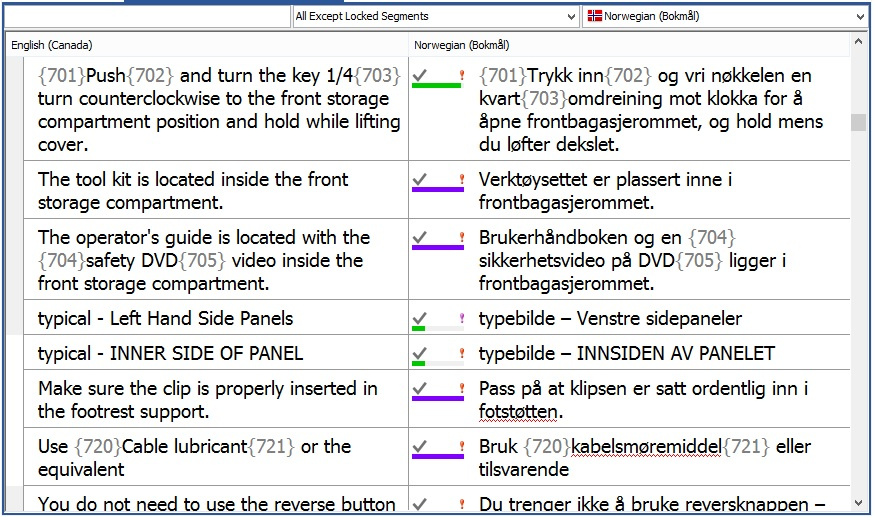 All Except Locked Segments
Norwegian (Bokmål)
English (Canada)
Norwegian (Bokmål)
{701}Push{702} and turn the key 1/4{703}
turn counterclockwise to the front storage
compartment position and hold while lifting
cover.
{701}Trykk inn{702} og vri nøkkelen en
kvart{703}omdreining mot klokka for å
åpne frontbagasjerommet, og hold mens
du løfter dekslet.
The tool kit is located inside the front
storage compartment.
Verktøysettet er plassert inne i
frontbagasjerommet.
The operator's guide is located with the
{704}safety DVD{705} video inside the
front storage compartment.
Brukerhåndboken og en {704}
sikkerhetsvideo på DVD{705} ligger i
frontbagasjerommet.
typical - Left Hand Side Panels
typebilde – Venstre sidepaneler
typical - INNER SIDE OF PANEL
typebilde – INNSIDEN AV PANELET
Make sure the clip is properly inserted in
the footrest support.
Pass på at klipsen er satt ordentlig inn i
fotstøtten.
Use {720}Cable lubricant{721} or the
equivalent
Bruk {720}kabelsmøremiddel{721} eller
tilsvarende
You do not need to use the reverse button
Du trenger ikke å bruke reversknappen –